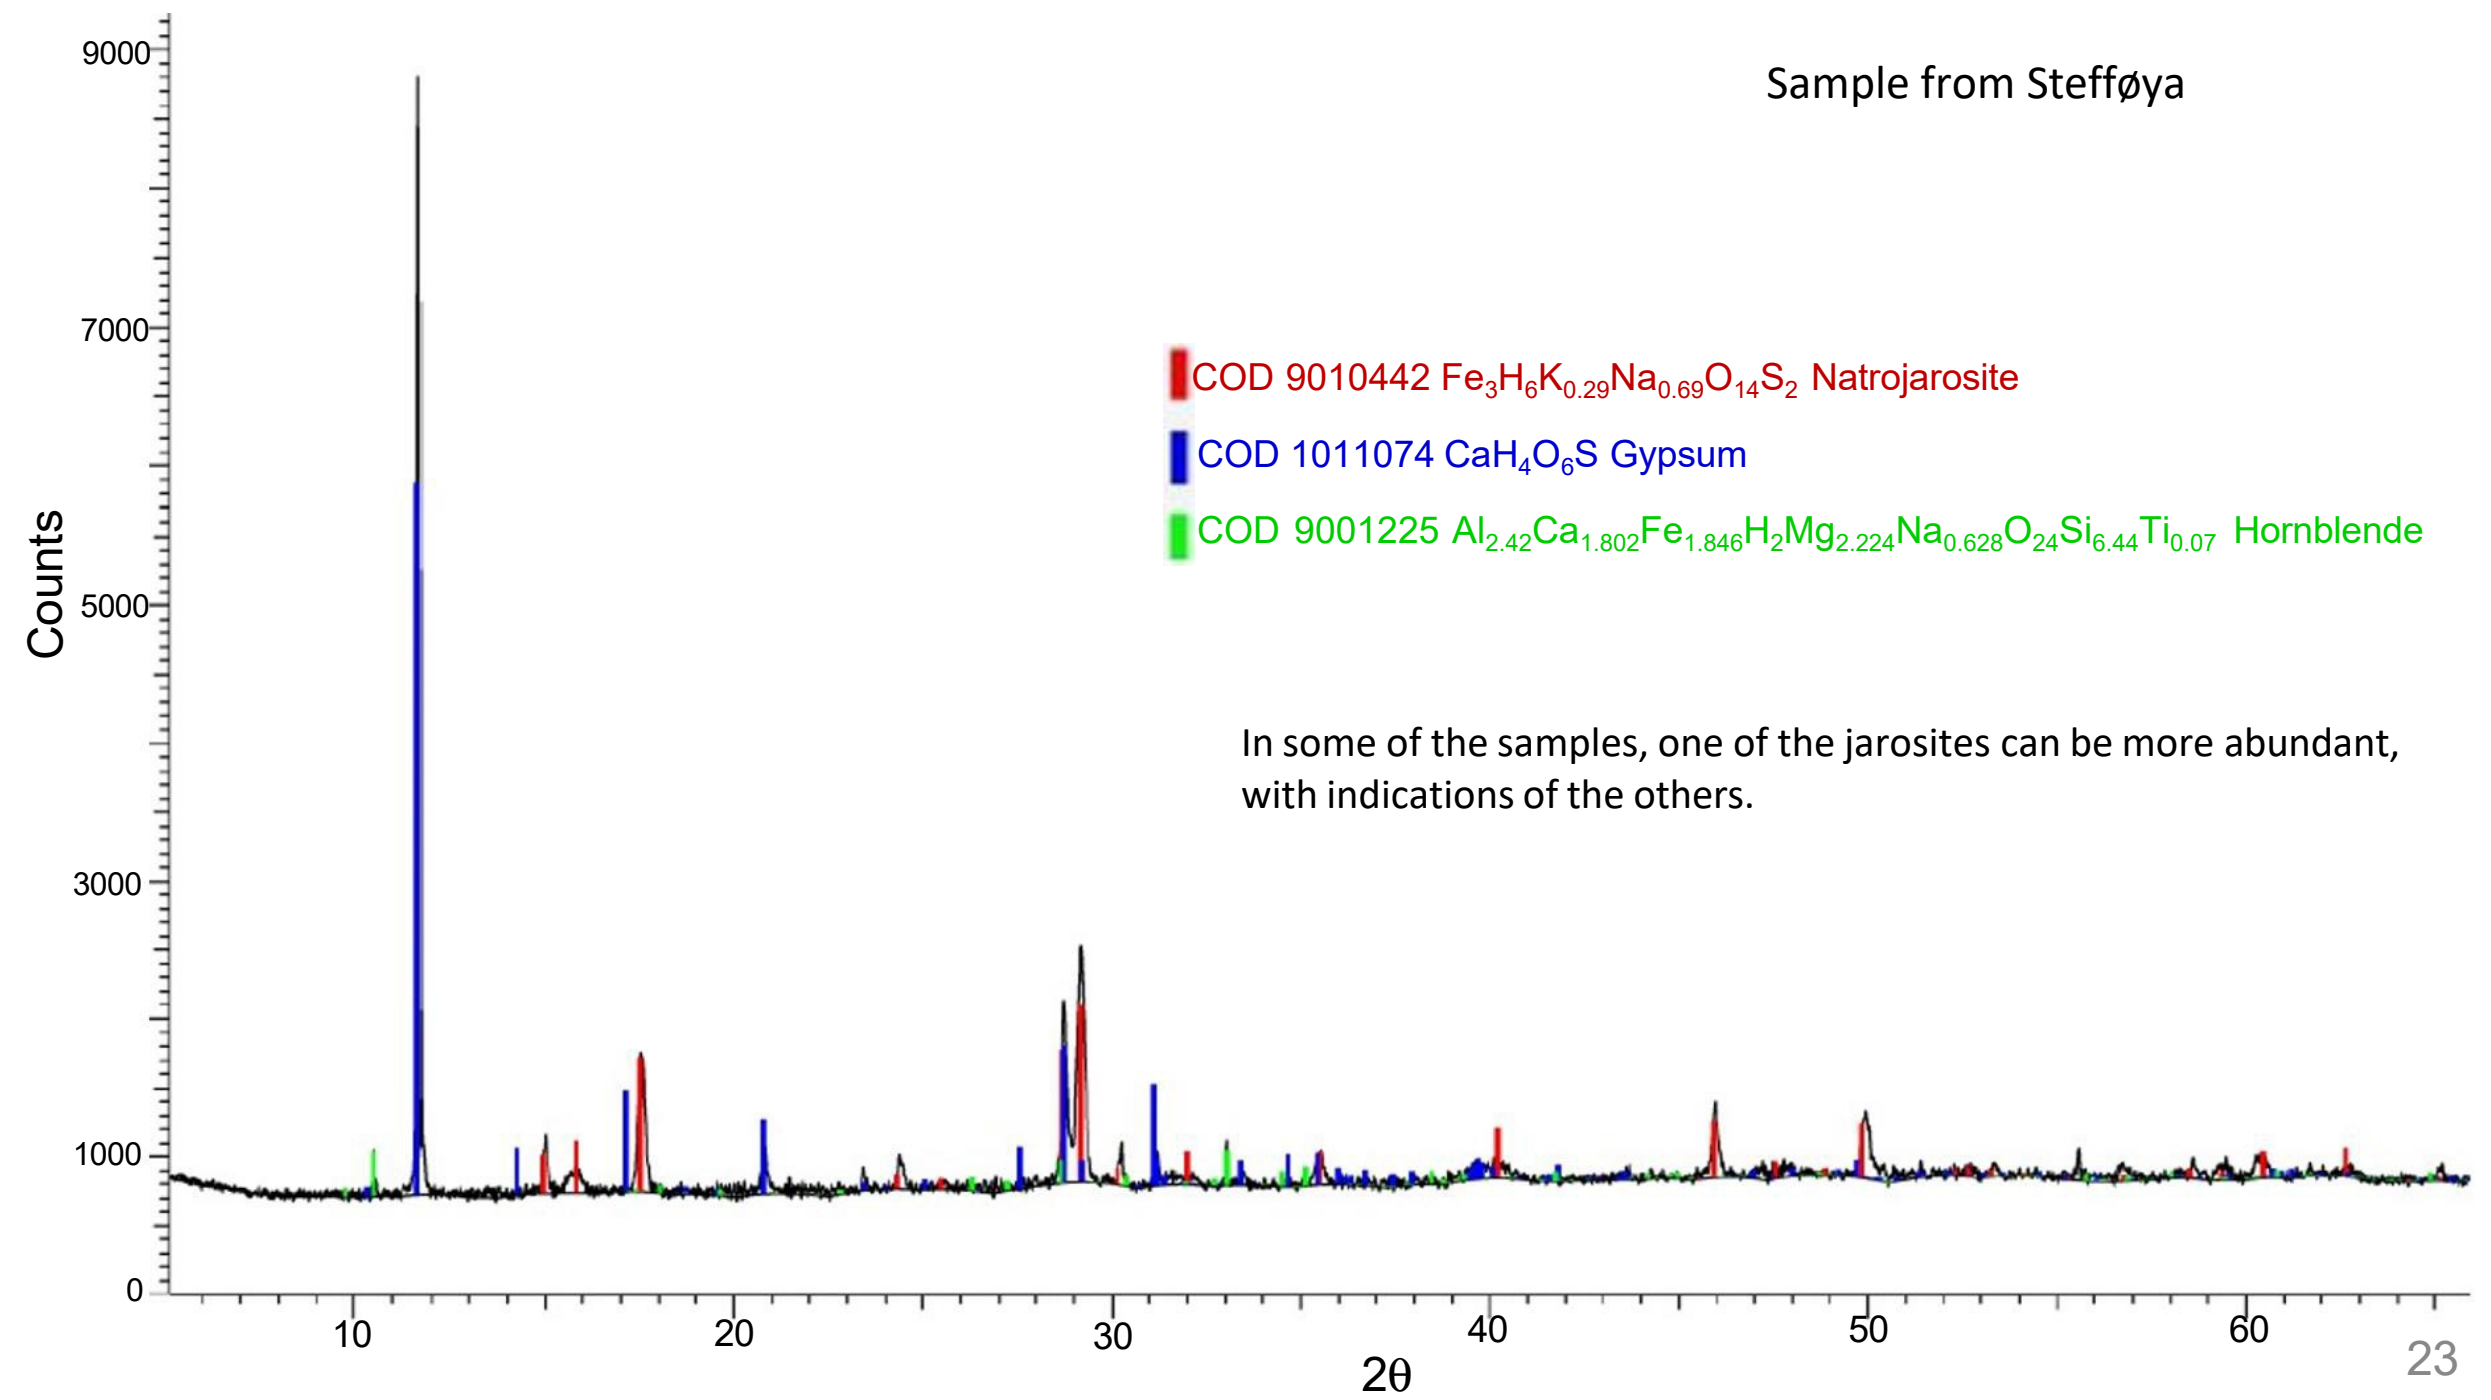 Sample from Stefføya
9000
7000
5000
3000
1000
0
Counts
COD 9010442 Fe₃H₆K₀.₂₉Na₀.₆₉O₁₄S₂ Natrojarosite
COD 1011074 CaH₄O₆S Gypsum
COD 9001225 Al₂.₄₂Ca₁.₈₀₂Fe₁.₈₄₆H₂Mg₂.₂₂₄Na₀.₆₂₈O₂₄Si₆.₄₄Ti₀.₀₇ Hornblende
In some of the samples, one of the jarosites can be more abundant,
with indications of the others.
10 20 30 40 50 60
2θ
23